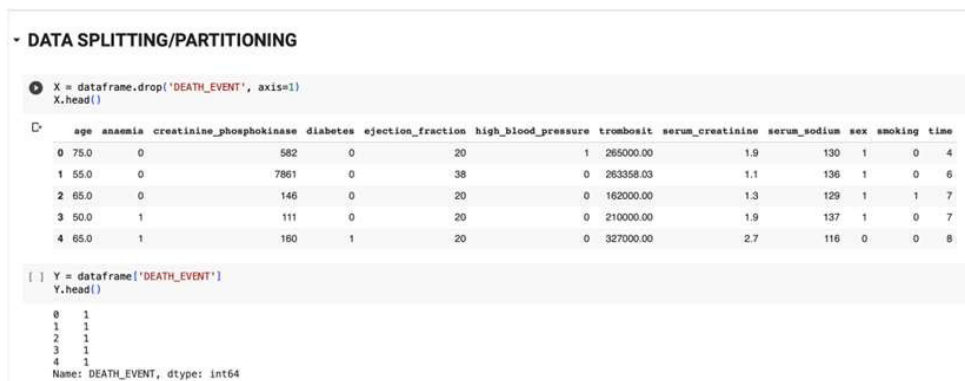 DATA SPLITTING/PARTITIONING
X = dataframe.drop('DEATH_EVENT', axis=1)
X.head()
age anaemia creatinine_phosphokinase diabetes ejection_fraction high_blood_pressure trombosit serum_creatinine serum_sodium sex smoking time
0 75.0 0 582 0 20 1 265000.00 1.9 130 1 0 4
1 55.0 0 7861 0 38 0 263358.03 1.1 136 1 0 6
2 65.0 0 146 0 20 0 162000.00 1.3 129 1 1 7
3 50.0 1 111 0 20 0 210000.00 1.9 137 1 0 7
4 65.0 1 160 1 20 0 327000.00 2.7 116 0 0 8
[ ] Y = dataframe['DEATH_EVENT']
Y.head()
0 1
1 1
2 1
3 1
4 1
Name: DEATH_EVENT, dtype: int64